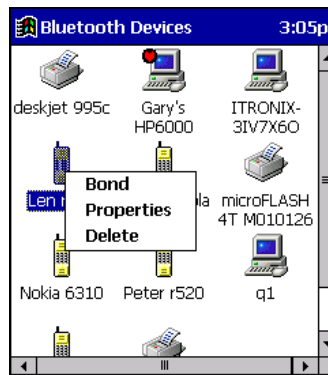 Bluetooth Devices 3:05p
deskjet 995c
Gary's
HP6000
ITRONIX-
3IV7X6O
Len
Bond
Properties
Delete
microFLASH
4T M010126
Nokia 6310
Peter r520
q1